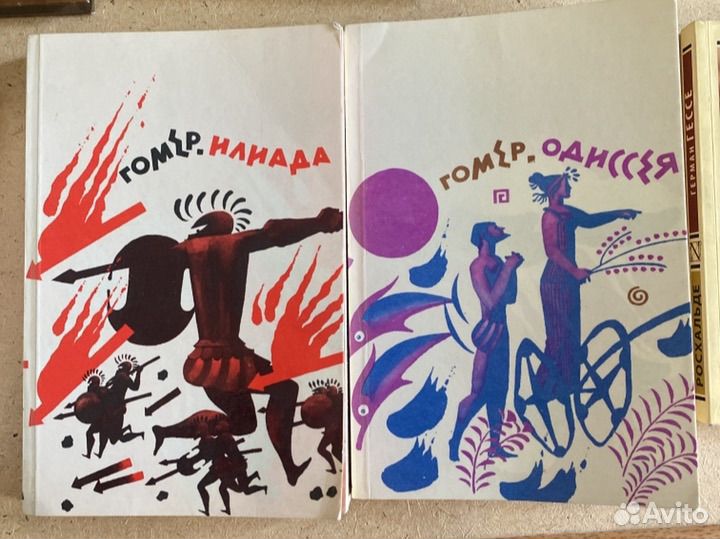 ГОМЕР. ИЛИАДА
ГОМЕР. ОДИССЕЯ
ГЕРМАН ГЕССЕ
РОСХАЛЬДЕ
Avito